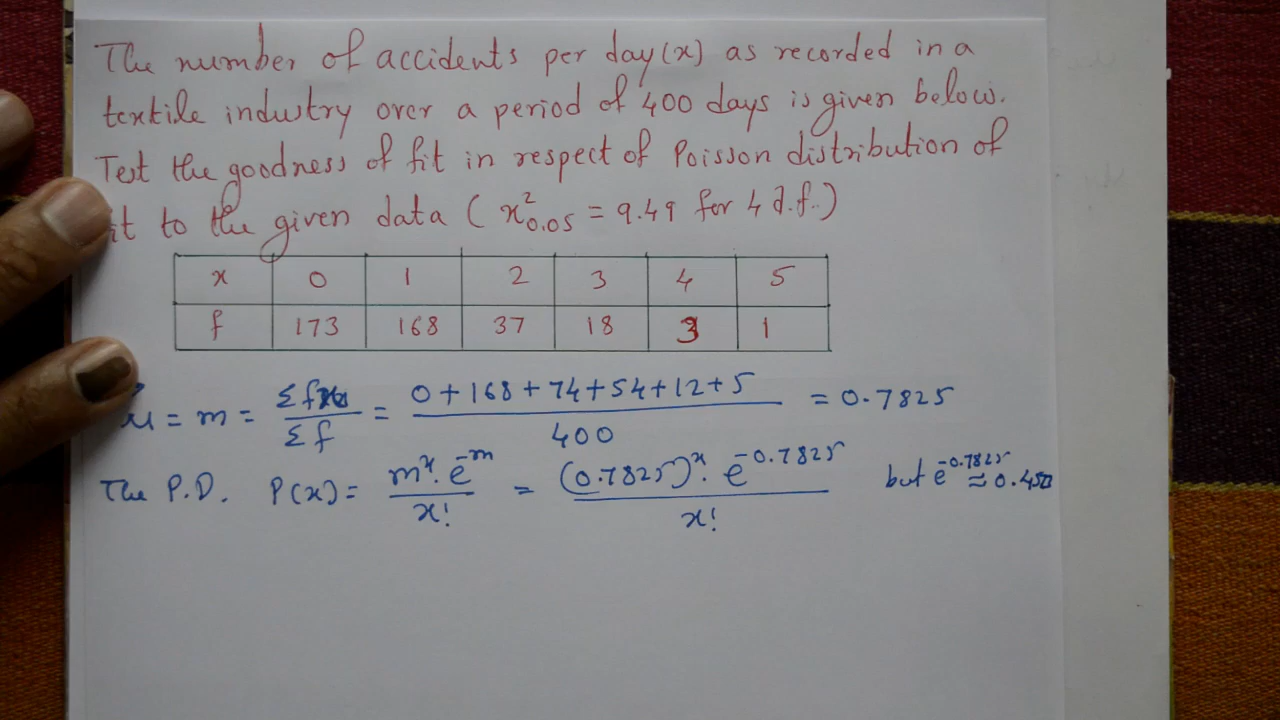 The number of accidents per day (x) as recorded in a
textile industry over a period of 400 days is given below.
Test the goodness of fit in respect of Poisson distribution of
it to the given data ( x²0.05 = 9.49 for 4 d.f. )
x 0 1 2 3 4 5
f 173 168 37 18 3 1
= m = Σfx / Σf = 0 + 168 + 74 + 54 + 12 + 5 / 400 = 0.7825
The P.D. P(x) = m^x · e^-m / x! = (0.7825)^x · e^-0.7825 / x! but e^-0.7825 ≈